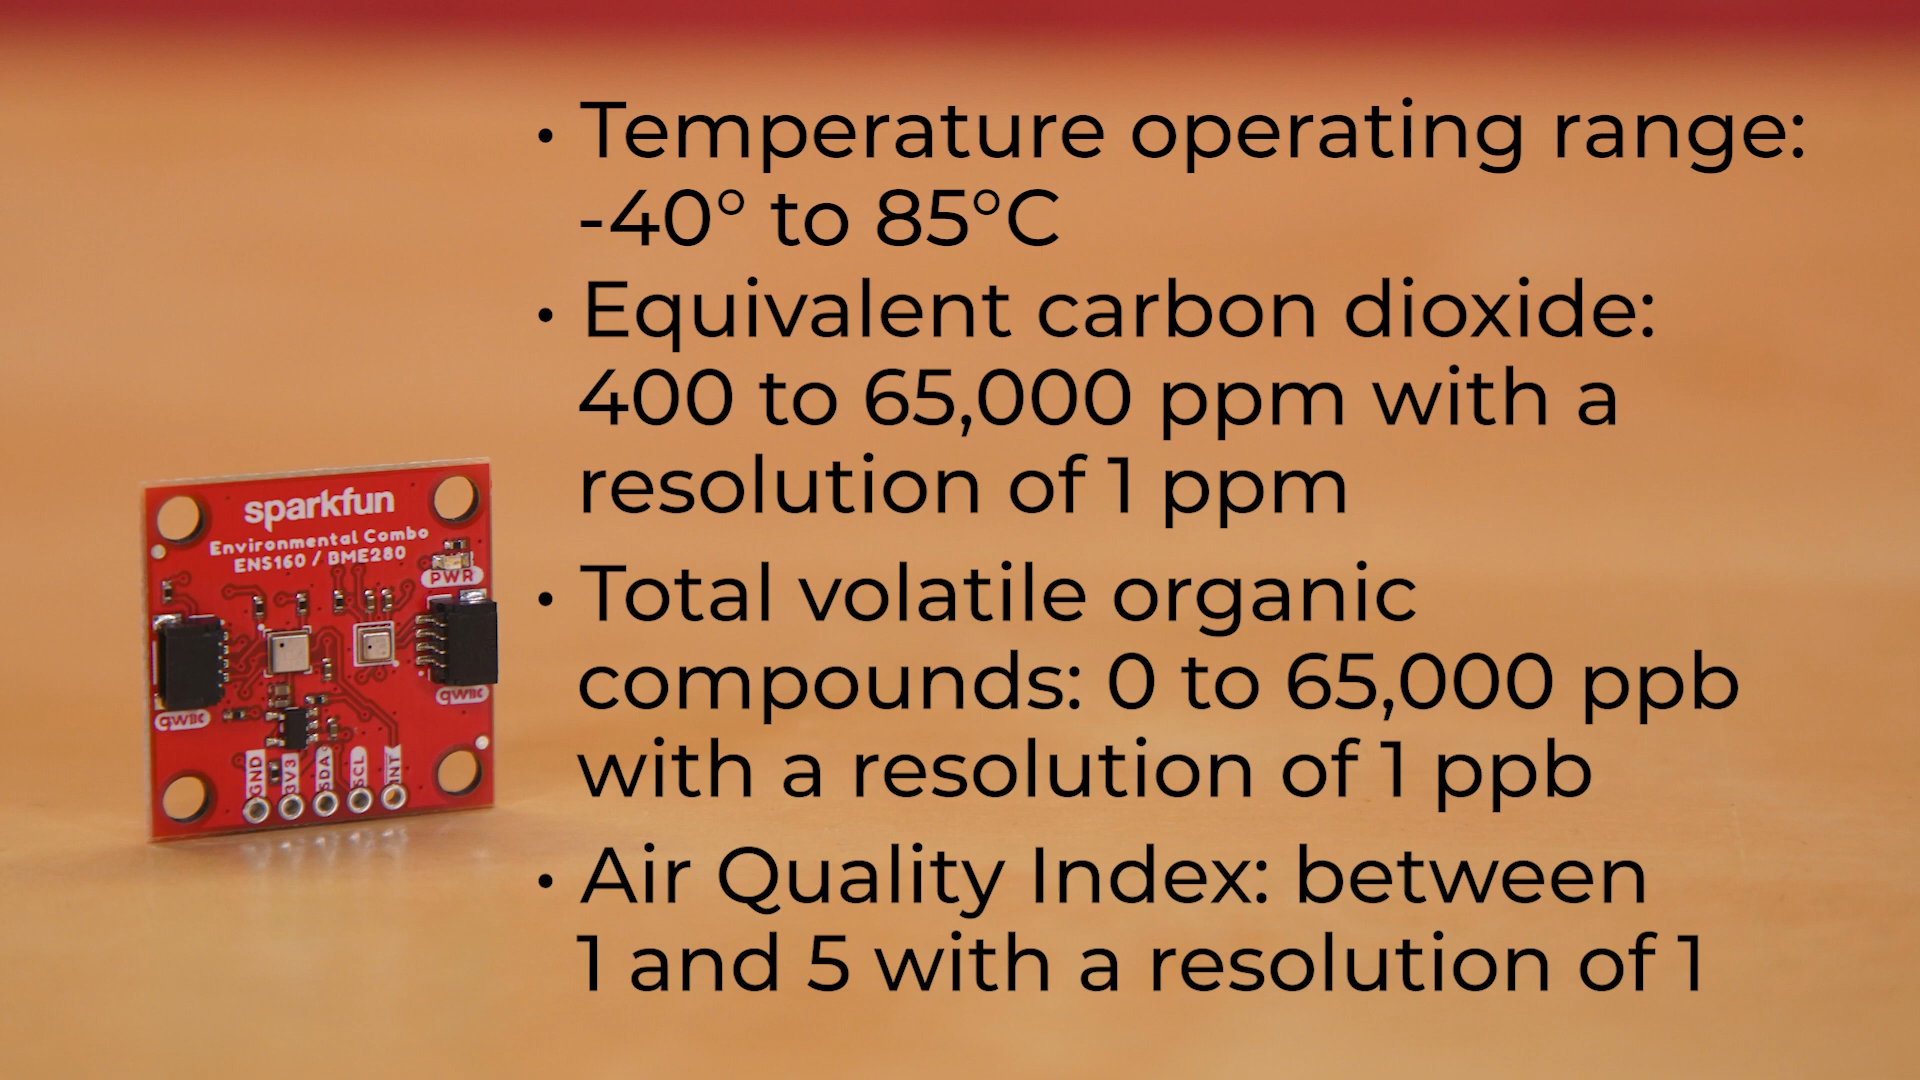 • Temperature operating range:
-40° to 85°C
• Equivalent carbon dioxide:
400 to 65,000 ppm with a
resolution of 1 ppm
• Total volatile organic
compounds: 0 to 65,000 ppb
with a resolution of 1 ppb
• Air Quality Index: between
1 and 5 with a resolution of 1
sparkfun
Environmental Combo
ENS160 / BME280
PWR
qwiic
qwiic
GND
3V3
SDA
SCL
INT